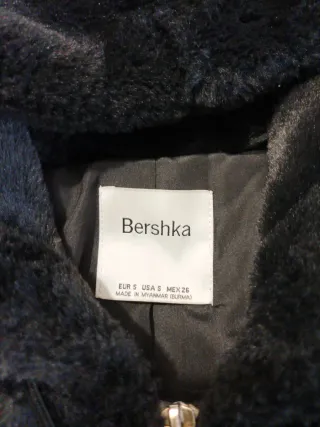 Bershka
EUR S USA S MEX 26
MADE IN MYANMAR (BURMA)